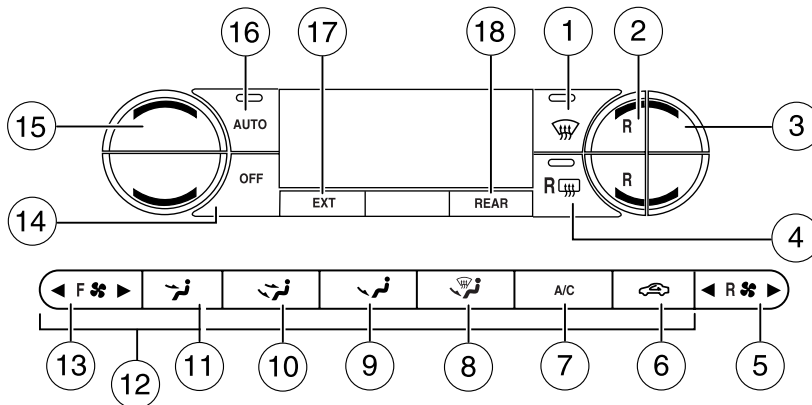 16 17 18 1 2
15 AUTO R 3
OFF R R
14 EXT REAR 4
◄ F ► A/C ◄ R ►
13 12 11 10 9 8 7 6 5